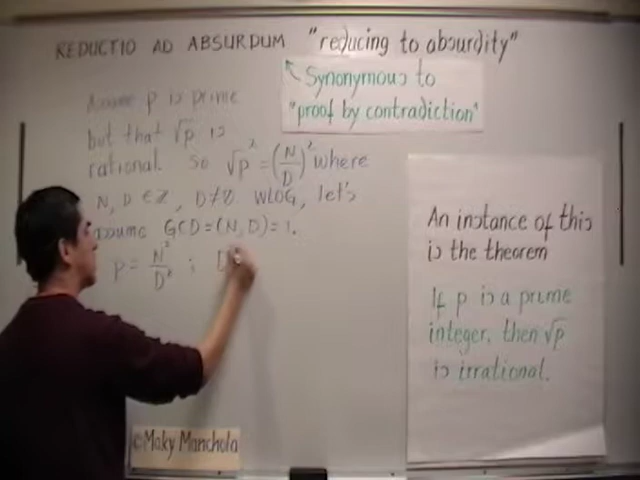 REDUCTIO AD ABSURDUM "reducing to absurdity"
Synonymous to
"proof by contradiction"
Assume p is prime
but that √p is
rational. So √p² = (N/D)² where
N, D ∈ Z, D≠0 WLOG, let's
assume GCD=(N,D)=1.
p = N²/D² ; D
An instance of this
is the theorem
If p is a prime
integer, then √p
is irrational.
©Maky Manchola